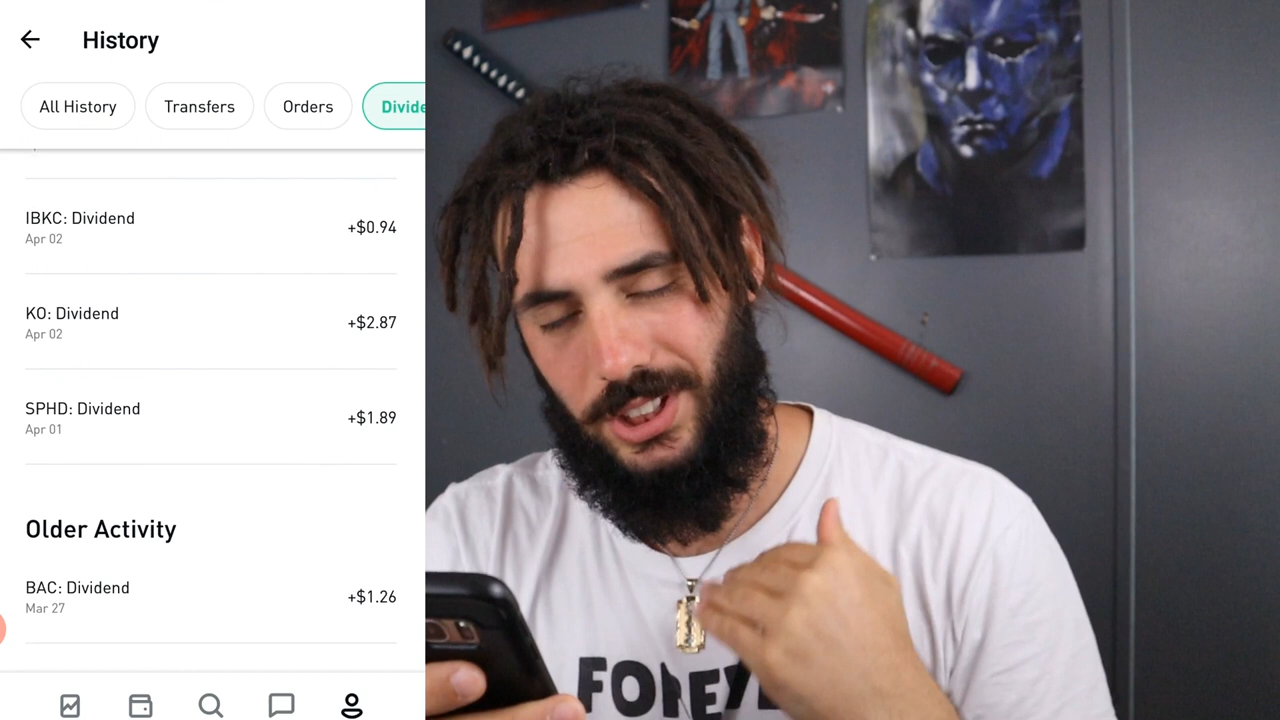 History
All History
Transfers
Orders
Divide
IBKC: Dividend
Apr 02
+$0.94
KO: Dividend
Apr 02
+$2.87
SPHD: Dividend
Apr 01
+$1.89
Older Activity
BAC: Dividend
Mar 27
+$1.26
FOREVE